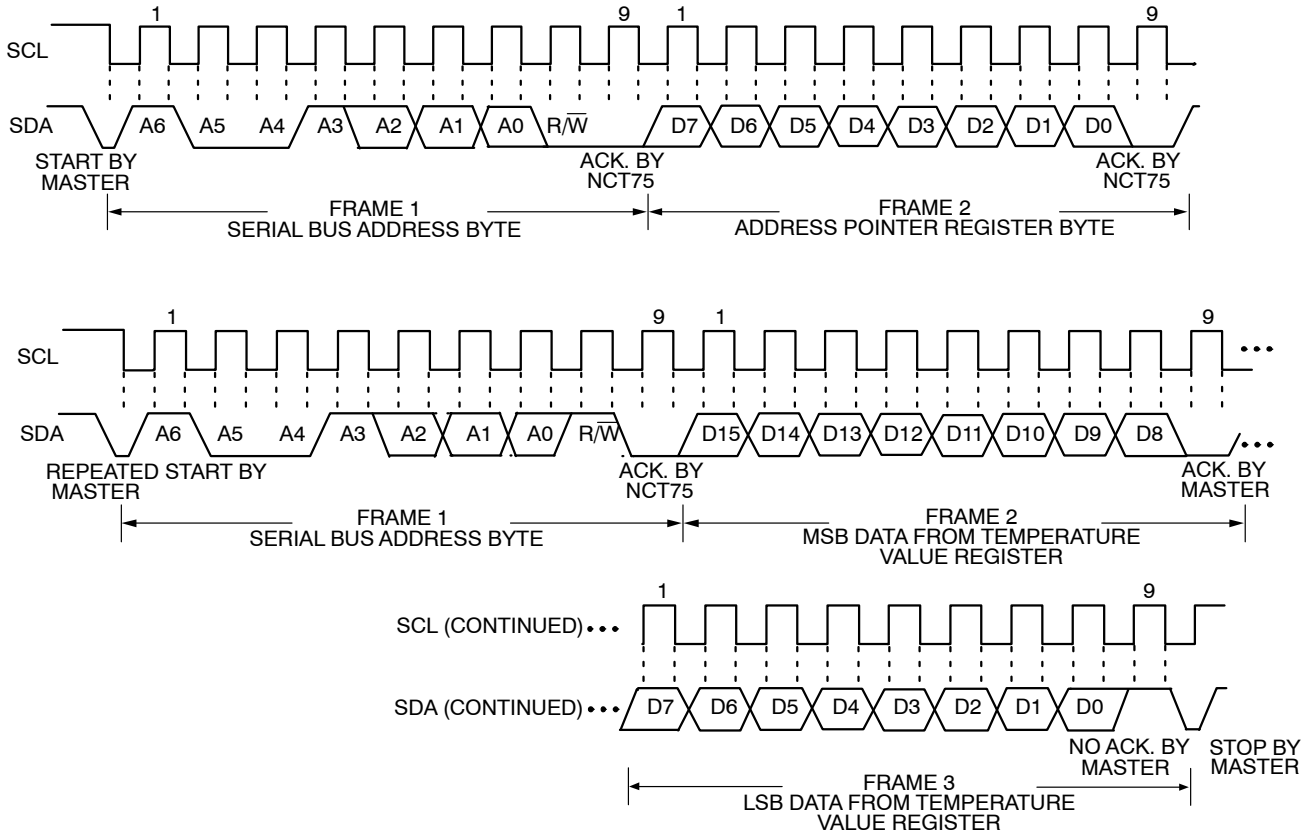 1 9 1 9
SCL
SDA A6 A5 A4 A3 A2 A1 A0 R/W̅ D7 D6 D5 D4 D3 D2 D1 D0
START BY
MASTER
ACK. BY
NCT75
ACK. BY
NCT75
FRAME 1
SERIAL BUS ADDRESS BYTE
FRAME 2
ADDRESS POINTER REGISTER BYTE
1 9 1 9
SCL
SDA A6 A5 A4 A3 A2 A1 A0 R/W̅ D15 D14 D13 D12 D11 D10 D9 D8
REPEATED START BY
MASTER
ACK. BY
NCT75
ACK. BY
MASTER
FRAME 1
SERIAL BUS ADDRESS BYTE
FRAME 2
MSB DATA FROM TEMPERATURE
VALUE REGISTER
1 9
SCL (CONTINUED)
SDA (CONTINUED) D7 D6 D5 D4 D3 D2 D1 D0
NO ACK. BY
MASTER
STOP BY
MASTER
FRAME 3
LSB DATA FROM TEMPERATURE
VALUE REGISTER